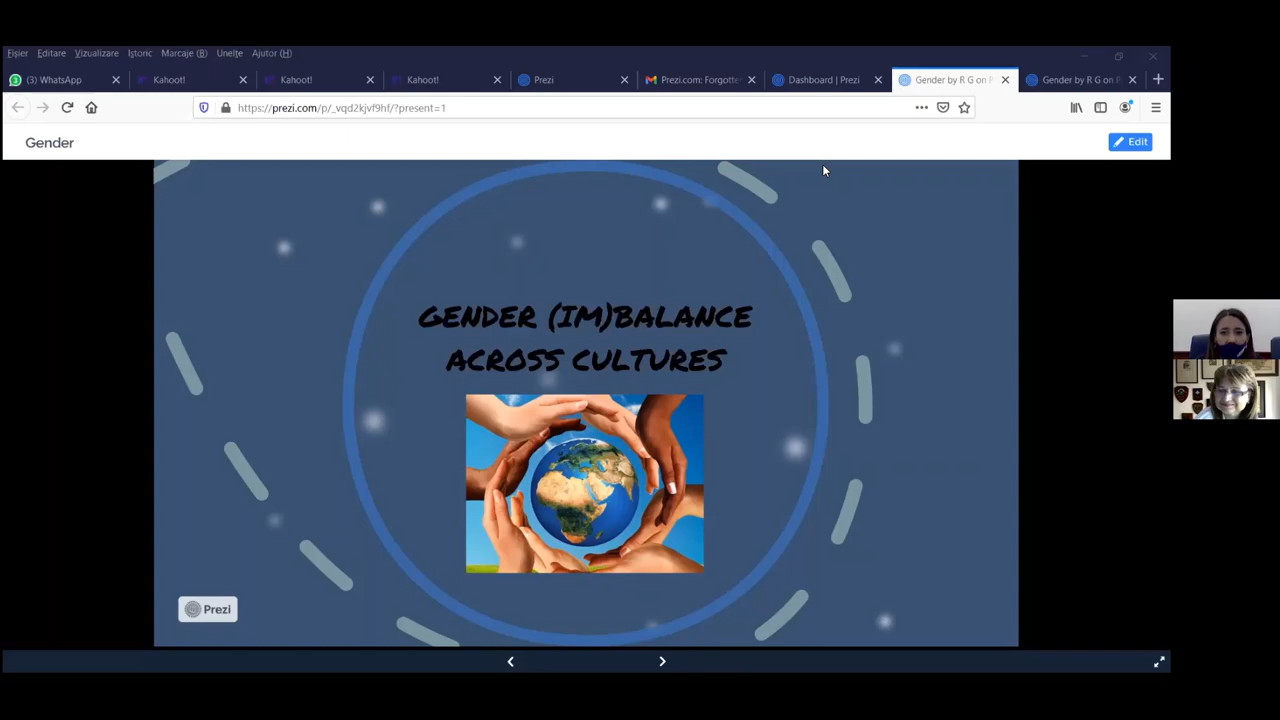 Fișier Editare Vizualizare Istoric Marcaje (B) Unelte Ajutor (H)
(3) WhatsApp Kahoot! Kahoot! Kahoot! Prezi Prezi.com: Forgotte Dashboard | Prezi Gender by R G on P Gender by R G on P
https://prezi.com/p/_vqd2kjvf9hf/?present=1
Gender Edit
GENDER (IM)BALANCE
ACROSS CULTURES
Prezi